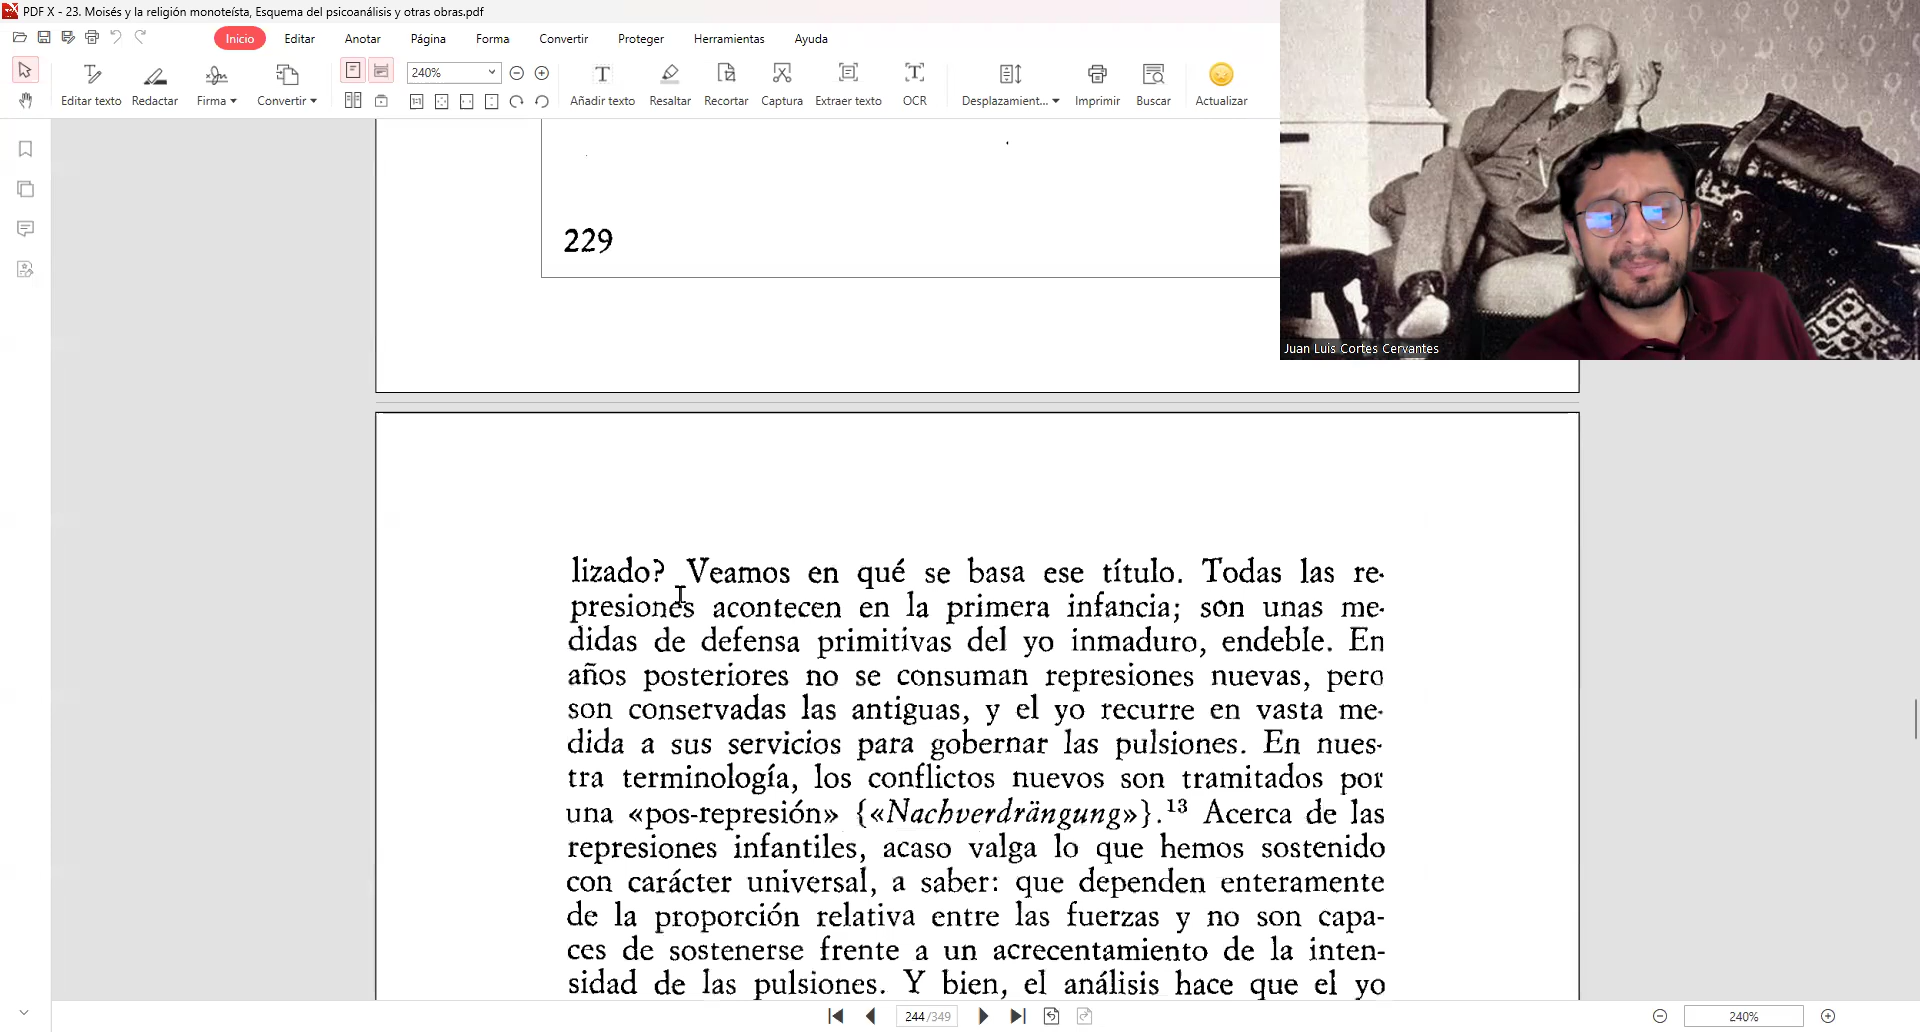 PDF X - 23. Moisés y la religión monoteísta, Esquema del psicoanálisis y otras obras.pdf
Inicio Editar Anotar Página Forma Convertir Proteger Herramientas Ayuda
240%
Editar texto Redactar Firma Convertir Añadir texto Resaltar Recortar Captura Extraer texto OCR Desplazamient... Imprimir Buscar Actualizar
229
Juan Luis Cortes Cervantes
lizado? Veamos en qué se basa ese título. Todas las re-
presiones acontecen en la primera infancia; son unas me-
didas de defensa primitivas del yo inmaduro, endeble. En
años posteriores no se consuman represiones nuevas, pero
son conservadas las antiguas, y el yo recurre en vasta me-
dida a sus servicios para gobernar las pulsiones. En nues-
tra terminología, los conflictos nuevos son tramitados por
una «pos-represión» {«Nachverdrängung»}.¹³ Acerca de las
represiones infantiles, acaso valga lo que hemos sostenido
con carácter universal, a saber: que dependen enteramente
de la proporción relativa entre las fuerzas y no son capa-
ces de sostenerse frente a un acrecentamiento de la inten-
sidad de las pulsiones. Y bien, el análisis hace que el yo
244 /349
240%